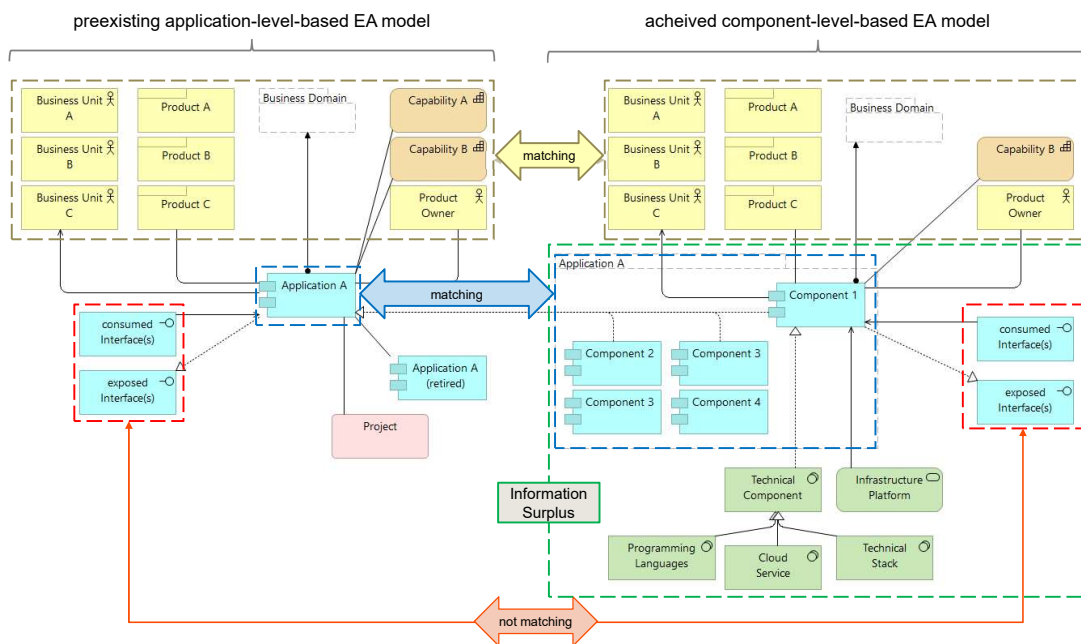 preexisting application-level-based EA model
acheived component-level-based EA model
Business Unit
A
Product A
Business Domain
Capability A
Business Unit
B
Product B
Capability B
Business Unit
C
Product C
Product
Owner
matching
Business Unit
A
Product A
Business Domain
Business Unit
B
Product B
Capability B
Business Unit
C
Product C
Product
Owner
Application A
matching
Application A
Component 1
consumed
Interface(s)
exposed
Interface(s)
Application A
(retired)
Project
Component 2
Component 3
Component 3
Component 4
consumed
Interface(s)
exposed
Interface(s)
Information
Surplus
Technical
Component
Infrastructure
Platform
Programming
Languages
Cloud
Service
Technical
Stack
not matching